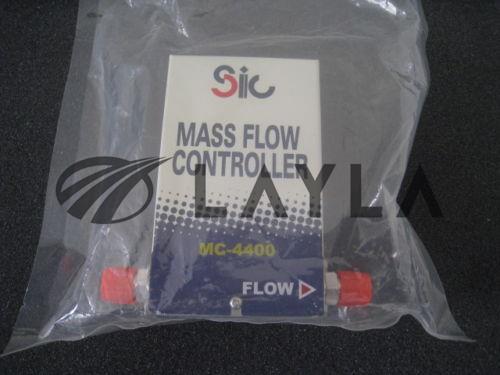 Sic
MASS FLOW
CONTROLLER
LAYLA
MC-4400
FLOW